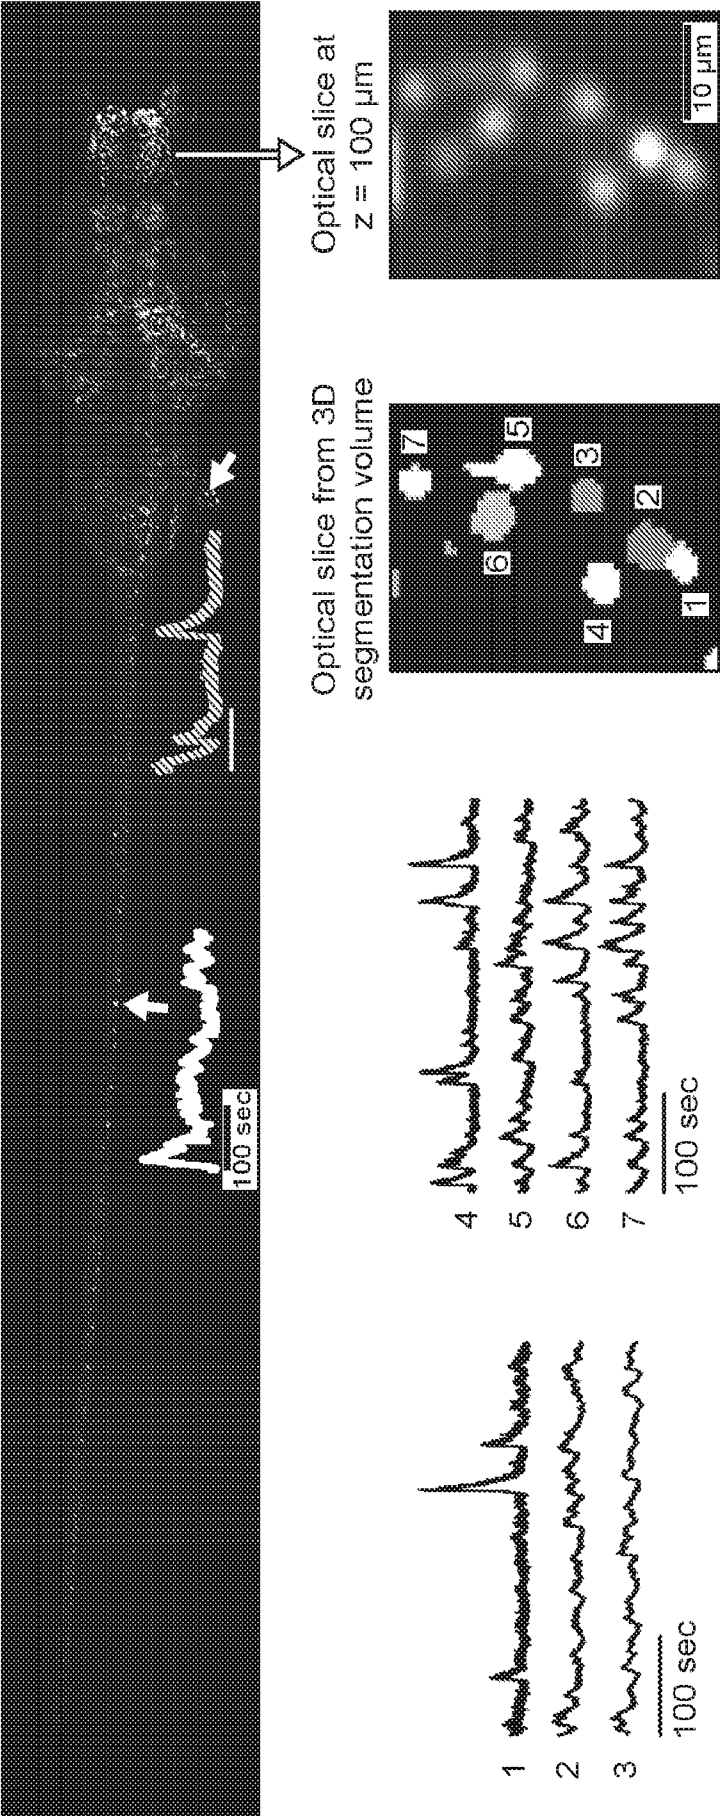 100 sec
1
2
3
100 sec
4
5
6
7
100 sec
Optical slice from 3D
segmentation volume
7
5
6
3
2
4
1
Optical slice at
z = 100 µm
10 µm